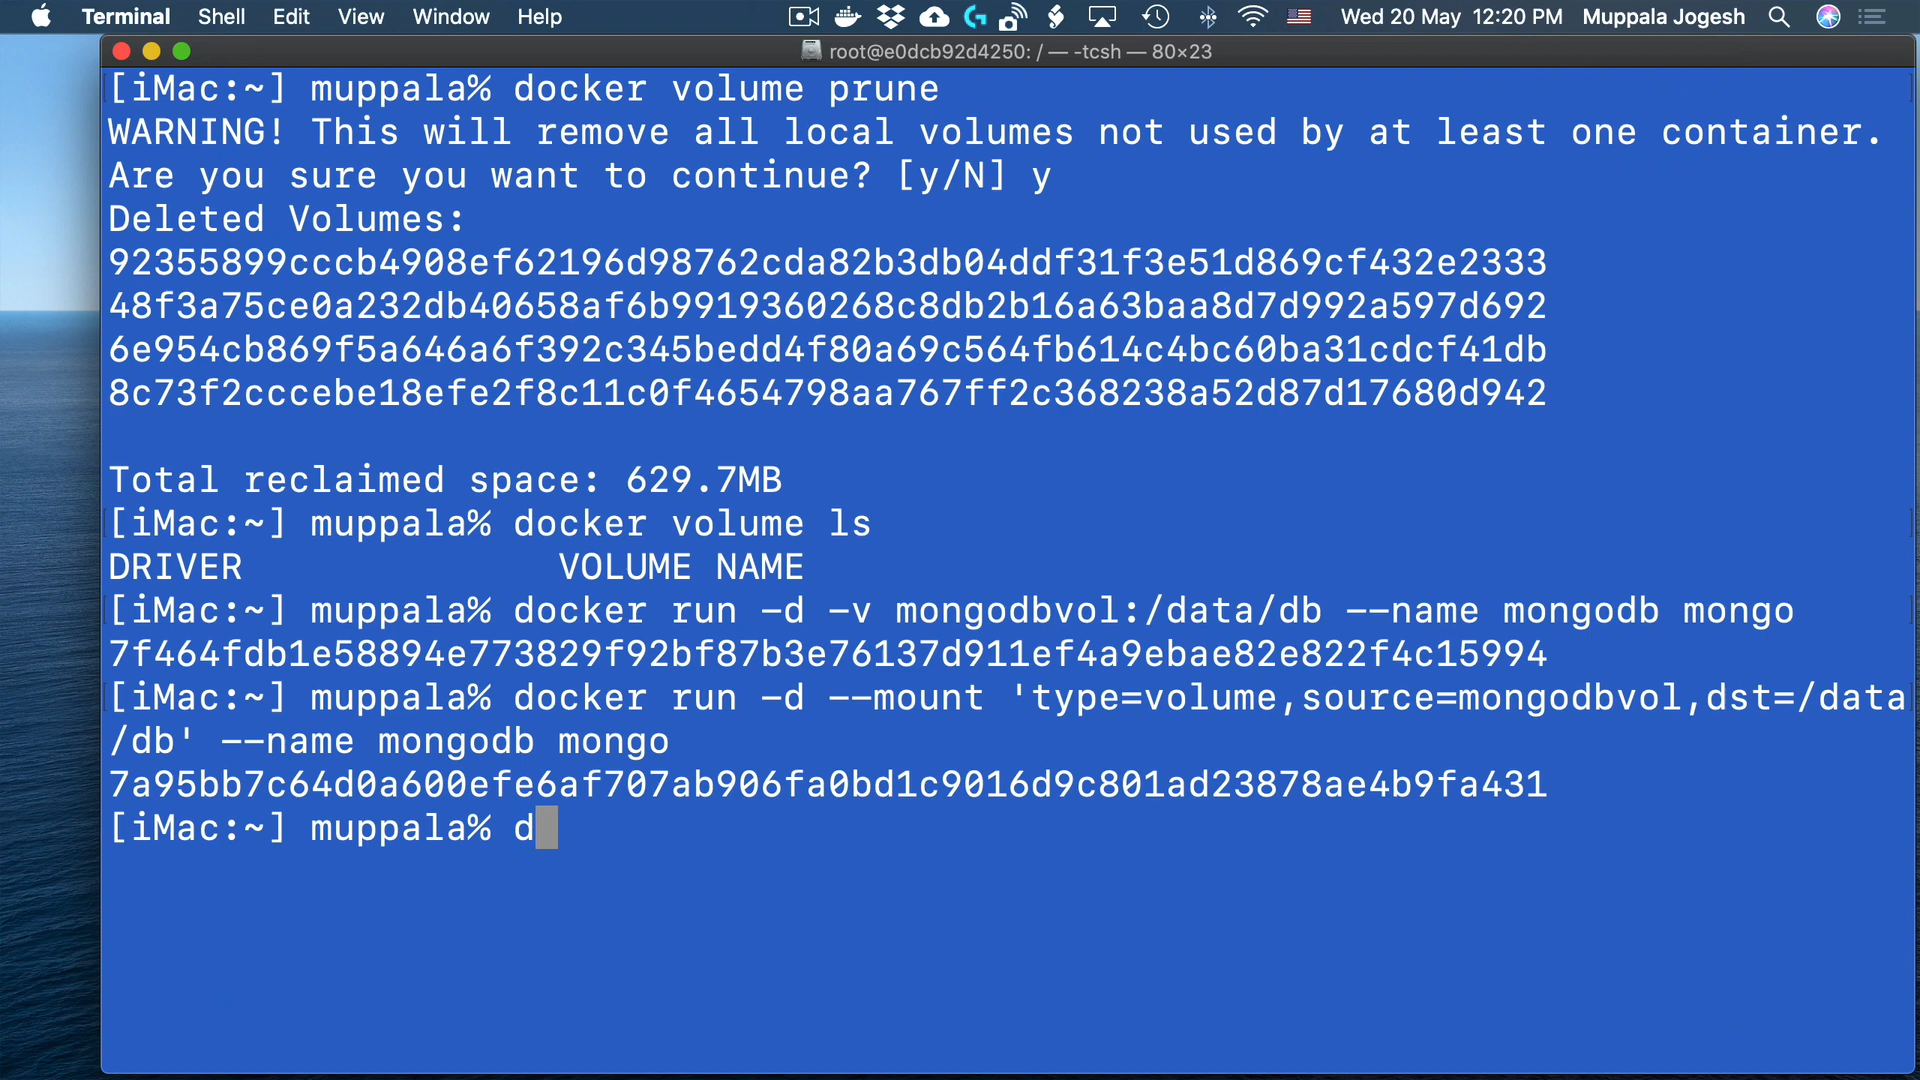 Terminal Shell Edit View Window Help Wed 20 May 12:20 PM Muppala Jogesh
root@e0dcb92d4250: / — -tcsh — 80×23
[iMac:~] muppala% docker volume prune
WARNING! This will remove all local volumes not used by at least one container.
Are you sure you want to continue? [y/N] y
Deleted Volumes:
92355899cccb4908ef62196d98762cda82b3db04ddf31f3e51d869cf432e2333
48f3a75ce0a232db40658af6b9919360268c8db2b16a63baa8d7d992a597d692
6e954cb869f5a646a6f392c345bedd4f80a69c564fb614c4bc60ba31cdcf41db
8c73f2cccebe18efe2f8c11c0f4654798aa767ff2c368238a52d87d17680d942
Total reclaimed space: 629.7MB
[iMac:~] muppala% docker volume ls
DRIVER VOLUME NAME
[iMac:~] muppala% docker run -d -v mongodbvol:/data/db --name mongodb mongo
7f464fdb1e58894e773829f92bf87b3e76137d911ef4a9ebae82e822f4c15994
[iMac:~] muppala% docker run -d --mount 'type=volume,source=mongodbvol,dst=/data
/db' --name mongodb mongo
7a95bb7c64d0a600efe6af707ab906fa0bd1c9016d9c801ad23878ae4b9fa431
[iMac:~] muppala% d